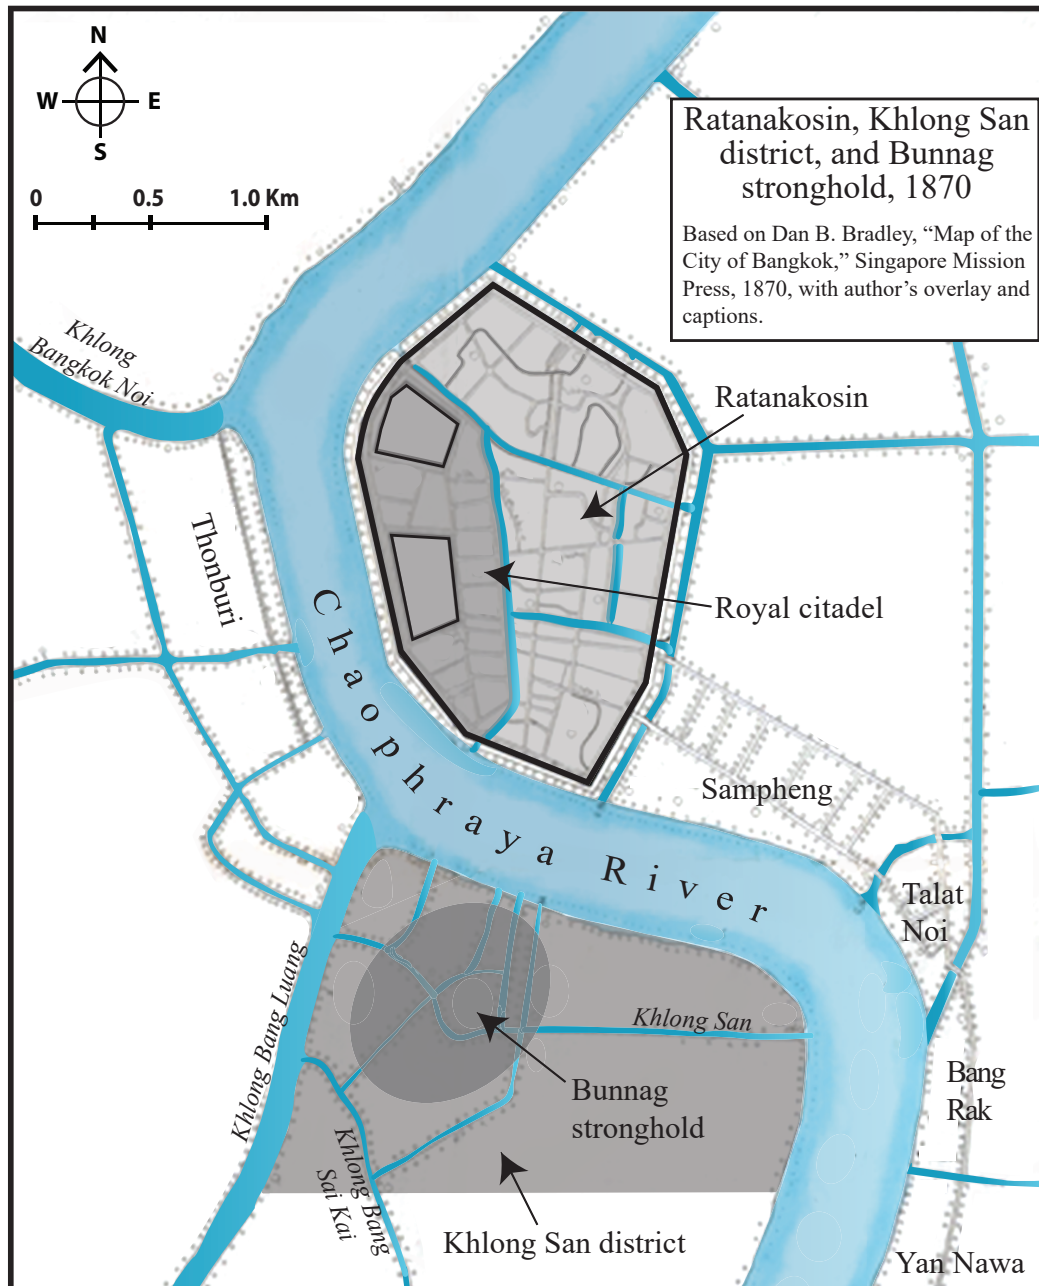 N
W E
S
0 0.5 1.0 Km
Ratanakosin, Khlong San
district, and Bunnag
stronghold, 1870
Based on Dan B. Bradley, “Map of the
City of Bangkok,” Singapore Mission
Press, 1870, with author’s overlay and
captions.
Khlong
Bangkok Noi
Ratanakosin
Thonburi
Royal citadel
Chaophraya River
Sampheng
Talat
Noi
Khlong Bang Luang
Khlong San
Bang
Rak
Bunnag
stronghold
Khlong Bang
Sai Kai
Khlong San district
Yan Nawa